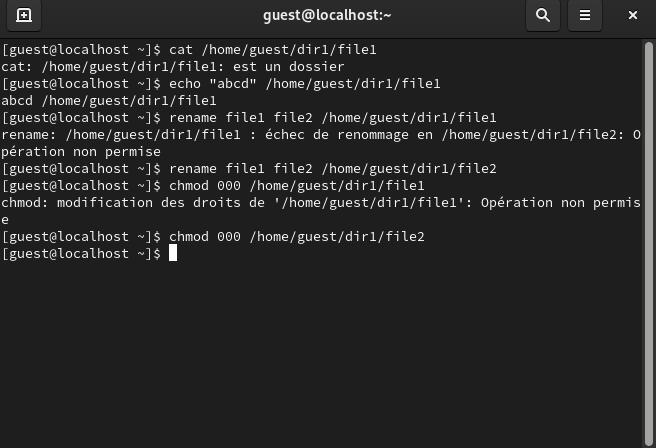 guest@localhost:~
[guest@localhost ~]$ cat /home/guest/dir1/file1
cat: /home/guest/dir1/file1: est un dossier
[guest@localhost ~]$ echo "abcd" /home/guest/dir1/file1
abcd /home/guest/dir1/file1
[guest@localhost ~]$ rename file1 file2 /home/guest/dir1/file1
rename: /home/guest/dir1/file1 : échec de renommage en /home/guest/dir1/file2: O
pération non permise
[guest@localhost ~]$ rename file1 file2 /home/guest/dir1/file2
[guest@localhost ~]$ chmod 000 /home/guest/dir1/file1
chmod: modification des droits de '/home/guest/dir1/file1': Opération non permis
e
[guest@localhost ~]$ chmod 000 /home/guest/dir1/file2
[guest@localhost ~]$